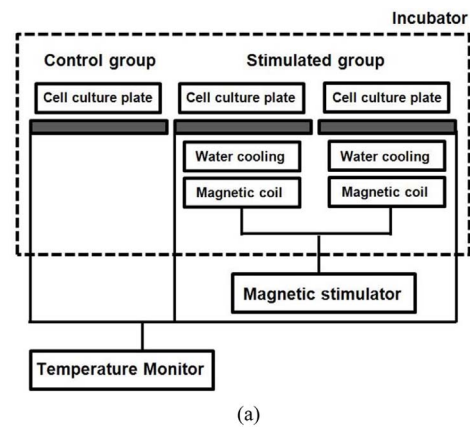 Incubator
Control group
Stimulated group
Cell culture plate
Cell culture plate
Cell culture plate
Water cooling
Water cooling
Magnetic coil
Magnetic coil
Magnetic stimulator
Temperature Monitor
(a)